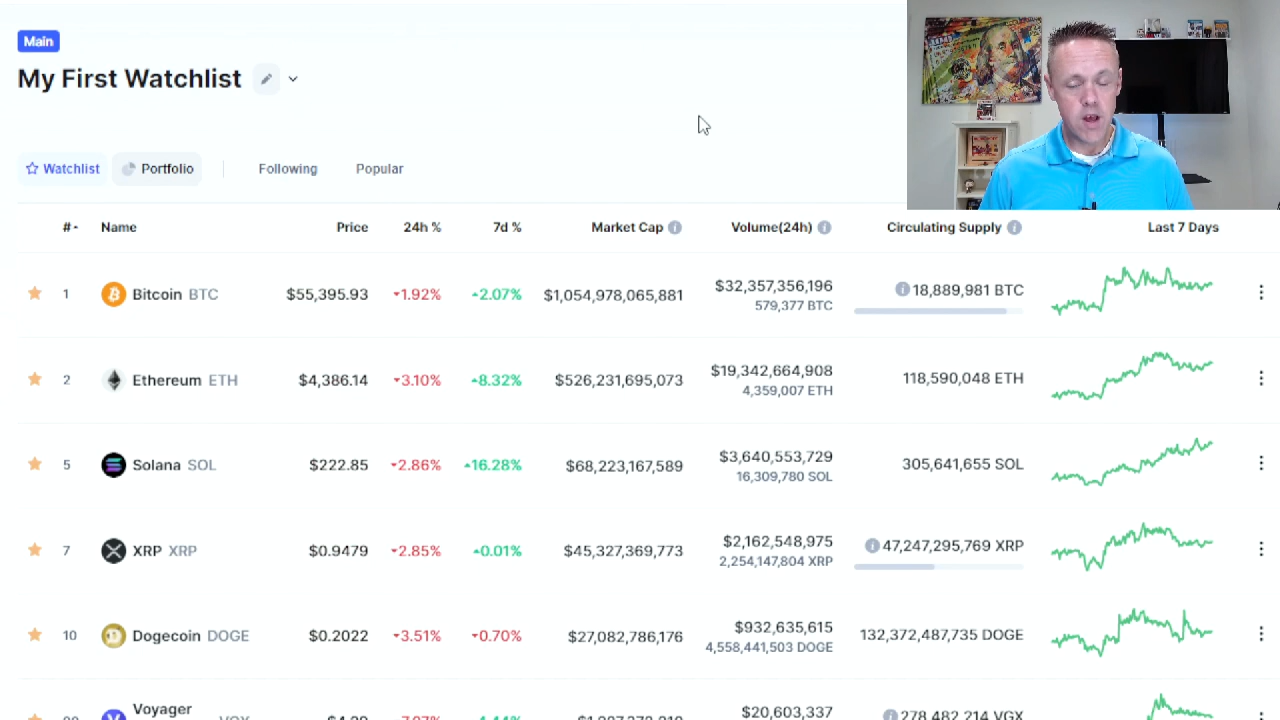 Main
My First Watchlist
Watchlist Portfolio Following Popular
# Name Price 24h % 7d % Market Cap Volume(24h) Circulating Supply Last 7 Days
1 Bitcoin BTC $55,395.93 1.92% 2.07% $1,054,978,065,881 $32,357,356,196 18,889,981 BTC
579,377 BTC
2 Ethereum ETH $4,386.14 3.10% 8.32% $526,231,695,073 $19,342,664,908 118,590,048 ETH
4,359,007 ETH
5 Solana SOL $222.85 2.86% 16.28% $68,223,167,589 $3,640,553,729 305,641,655 SOL
16,309,780 SOL
7 XRP XRP $0.9479 2.85% 0.01% $45,327,369,773 $2,162,548,975 47,247,295,769 XRP
2,254,147,804 XRP
10 Dogecoin DOGE $0.2022 3.51% 0.70% $27,082,786,176 $932,635,615 132,372,487,735 DOGE
4,558,441,503 DOGE
Voyager $20,603,337
VGX 278,482,214 VGX